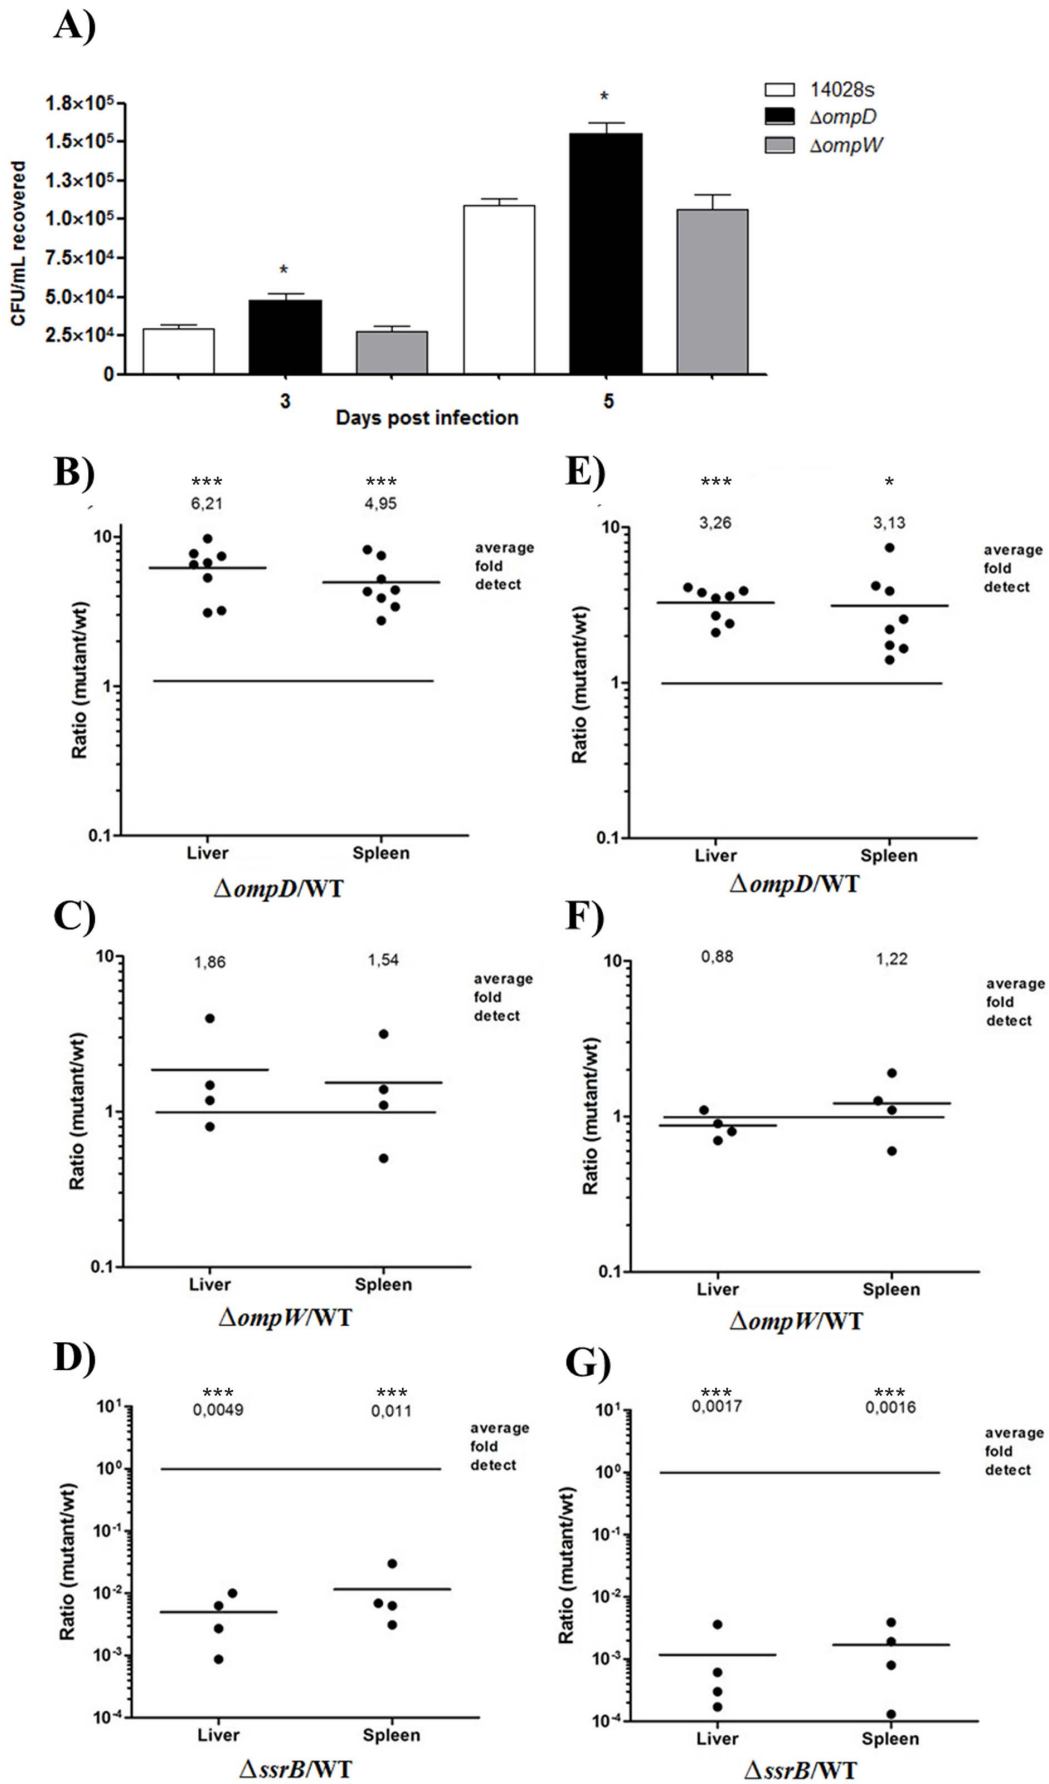 A)
14028s
ΔompD
ΔompW
CFU/mL recovered
1.8×10⁵
1.5×10⁵
1.3×10⁵
1.0×10⁵
7.5×10⁴
5.0×10⁴
2.5×10⁴
0
*
*
3
5
Days post infection
B)
***
***
6,21
4,95
average
fold
detect
Ratio (mutant/wt)
10
1
0.1
Liver
Spleen
ΔompD/WT
E)
***
*
3,26
3,13
average
fold
detect
Ratio (mutant/wt)
10
1
0.1
Liver
Spleen
ΔompD/WT
C)
1,86
1,54
average
fold
detect
Ratio (mutant/wt)
10
1
0.1
Liver
Spleen
ΔompW/WT
F)
0,88
1,22
average
fold
detect
Ratio (mutant/wt)
10
1
0.1
Liver
Spleen
ΔompW/WT
D)
***
***
0,0049
0,011
average
fold
detect
Ratio (mutant/wt)
10¹
10⁰
10⁻¹
10⁻²
10⁻³
10⁻⁴
Liver
Spleen
ΔssrB/WT
G)
***
***
0,0017
0,0016
average
fold
detect
Ratio (mutant/wt)
10¹
10⁰
10⁻¹
10⁻²
10⁻³
10⁻⁴
Liver
Spleen
ΔssrB/WT